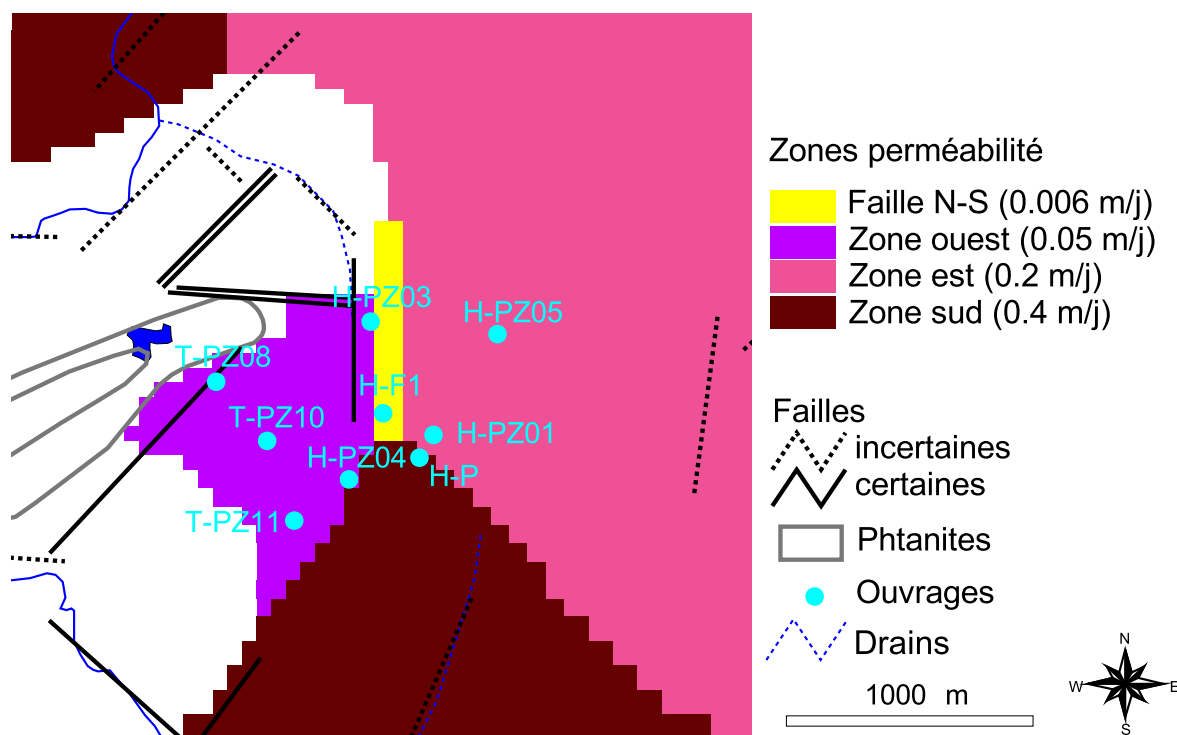 H-PZ03
H-PZ05
T-PZ08
H-F1
T-PZ10
H-PZ01
H-PZ04
H-P
T-PZ11
Zones perméabilité
Faille N-S (0.006 m/j)
Zone ouest (0.05 m/j)
Zone est (0.2 m/j)
Zone sud (0.4 m/j)
Failles
incertaines
certaines
Phtanites
Ouvrages
Drains
1000 m
N
W
E
S